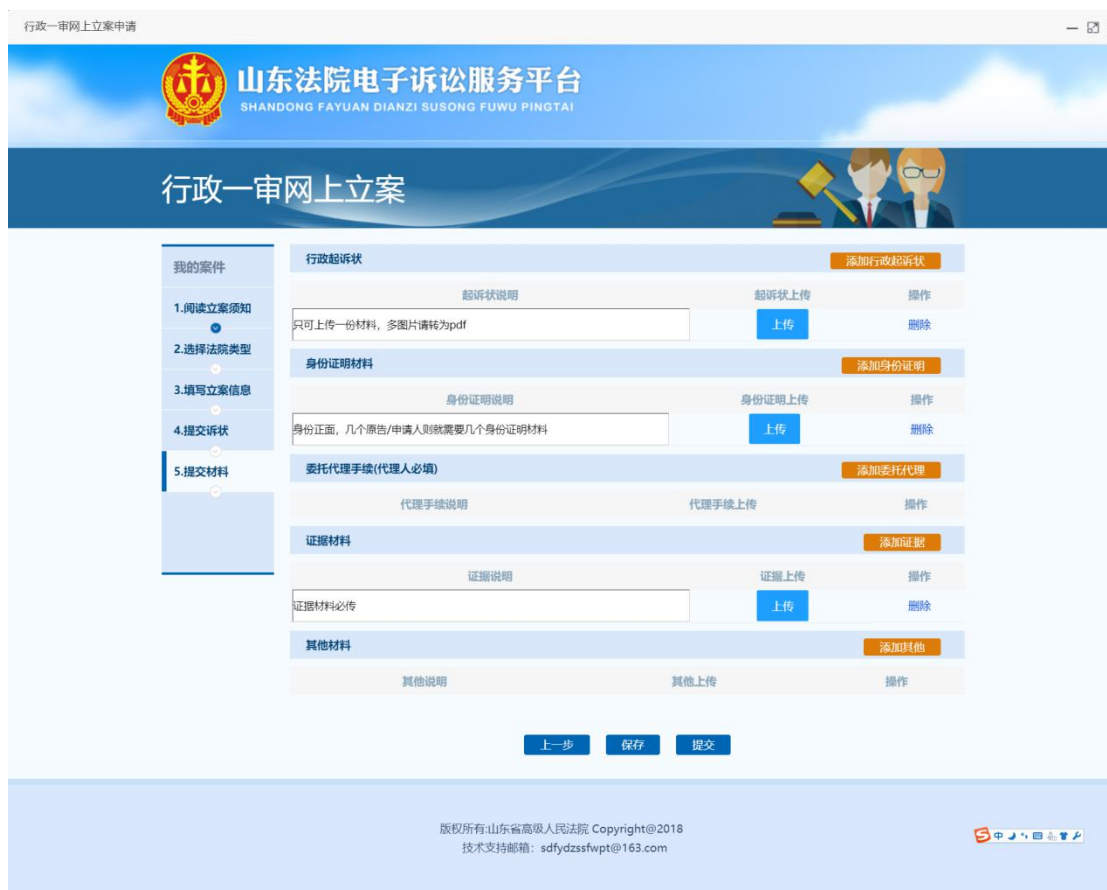 行政一审网上立案申请
山东法院电子诉讼服务平台
SHANDONG FAYUAN DIANZI SUSONG FUWU PINGTAI
行政一审网上立案
我的案件
1.阅读立案须知
2.选择法院类型
3.填写立案信息
4.提交诉状
5.提交材料
行政起诉状 添加行政起诉状
起诉状说明 起诉状上传 操作
只可上传一份材料，多图片请转为pdf 上传 删除
身份证明材料 添加身份证明
身份证明说明 身份证明上传 操作
身份正面，几个原告/申请人则就需要几个身份证明材料 上传 删除
委托代理手续(代理人必填) 添加委托代理
代理手续说明 代理手续上传 操作
证据材料 添加证据
证据说明 证据上传 操作
证据材料必传 上传 删除
其他材料 添加其他
其他说明 其他上传 操作
上一步 保存 提交
版权所有:山东省高级人民法院 Copyright@2018
技术支持邮箱：sdfydzssfwpt@163.com
中